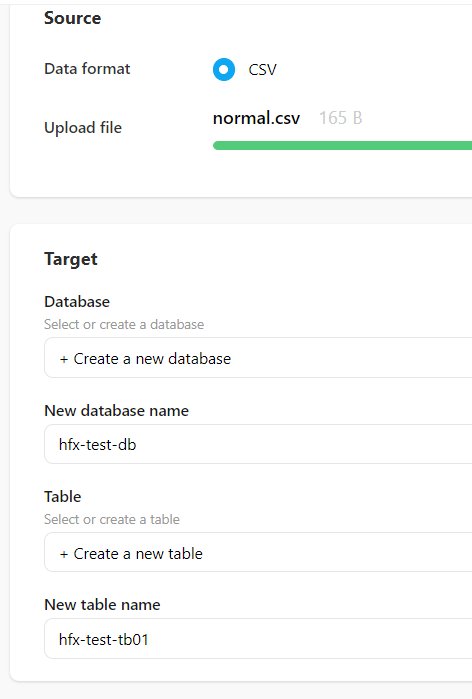 Source
Data format
CSV
Upload file
normal.csv 165 B
Target
Database
Select or create a database
+ Create a new database
New database name
hfx-test-db
Table
Select or create a table
+ Create a new table
New table name
hfx-test-tb01